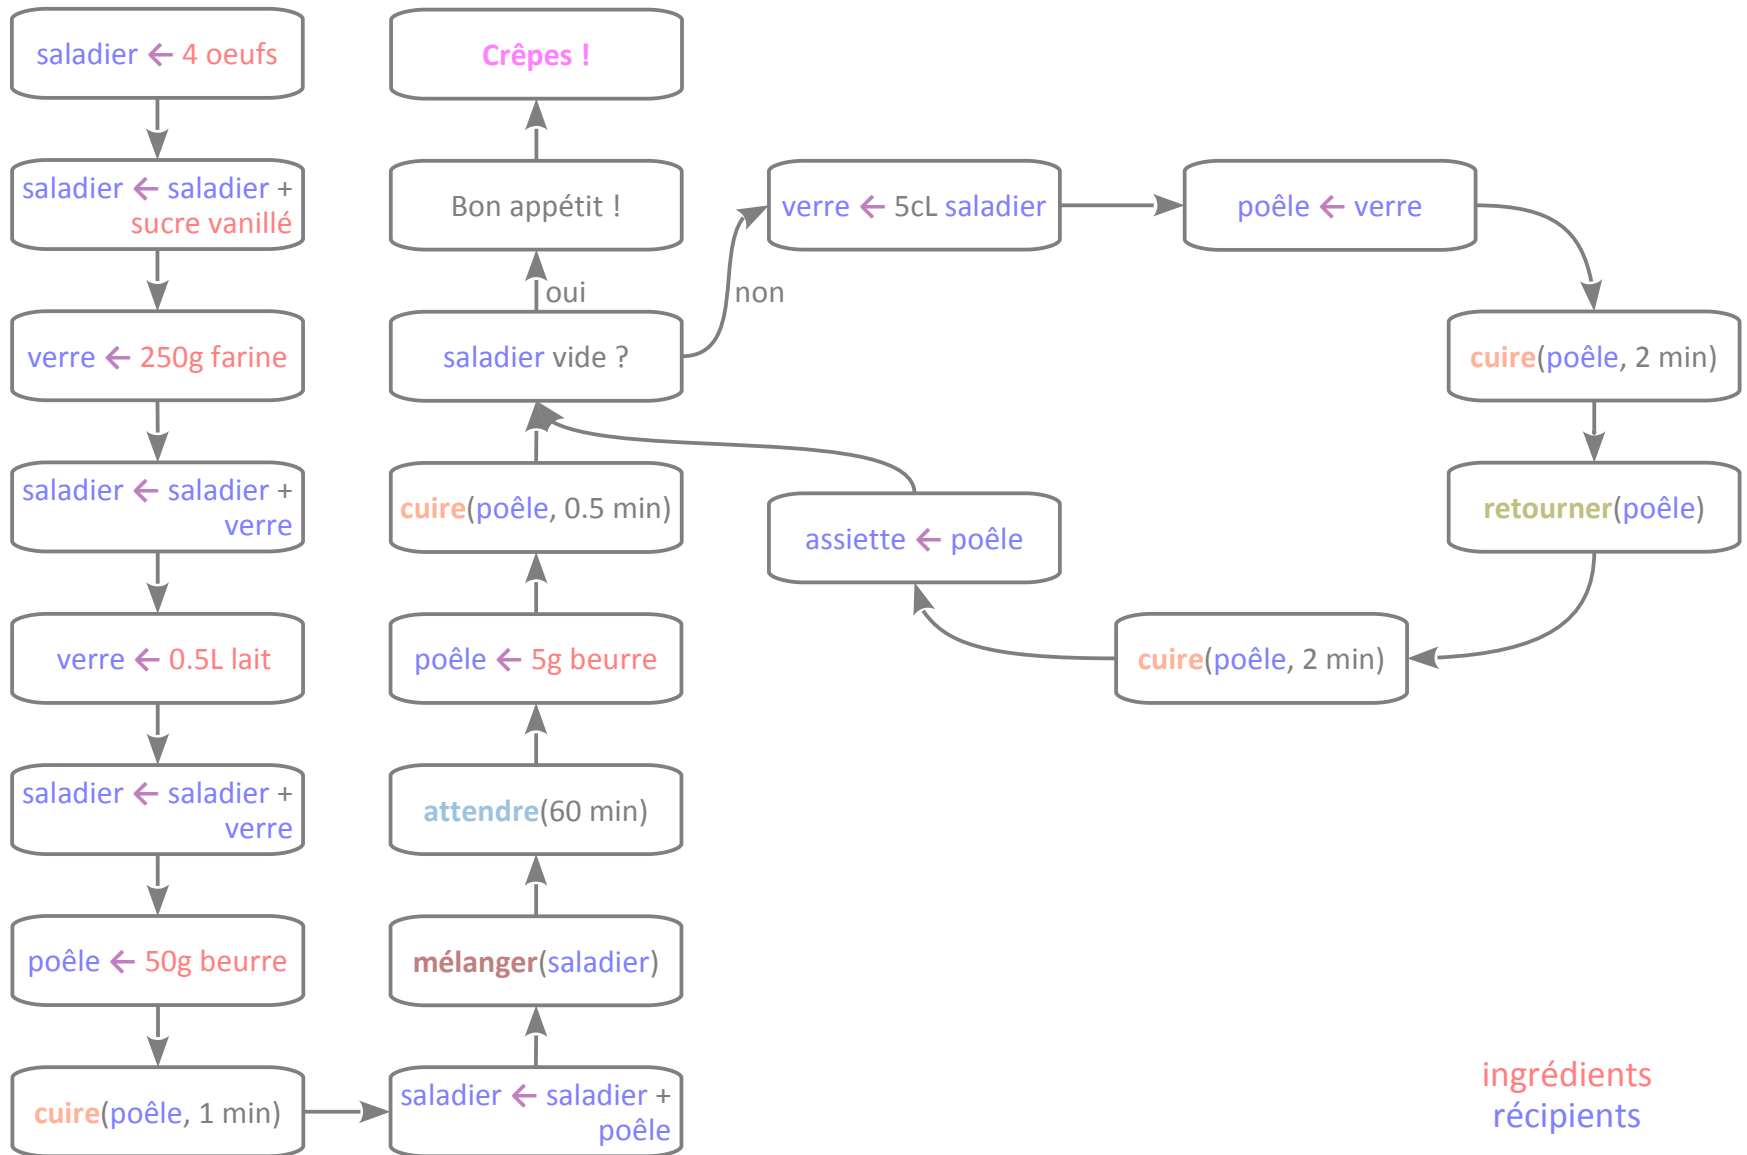 saladier ← 4 oeufs
saladier ← saladier +
sucre vanillé
verre ← 250g farine
saladier ← saladier +
verre
verre ← 0.5L lait
saladier ← saladier +
verre
poêle ← 50g beurre
cuire(poêle, 1 min)
saladier ← saladier +
poêle
mélanger(saladier)
attendre(60 min)
poêle ← 5g beurre
cuire(poêle, 0.5 min)
saladier vide ?
oui
Bon appétit !
Crêpes !
non
verre ← 5cL saladier
poêle ← verre
cuire(poêle, 2 min)
retourner(poêle)
cuire(poêle, 2 min)
assiette ← poêle
ingrédients
récipients